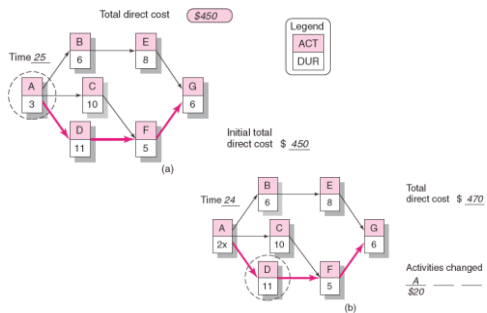 Total direct cost $450
Legend
ACT
DUR
Time 25
B
6
E
8
A
3
C
10
G
6
D
11
F
5
(a)
Initial total
direct cost $ 450
Time 24
B
6
E
8
Total
direct cost $ 470
A
2x
C
10
G
6
D
11
F
5
Activities changed
A
$20
(b)